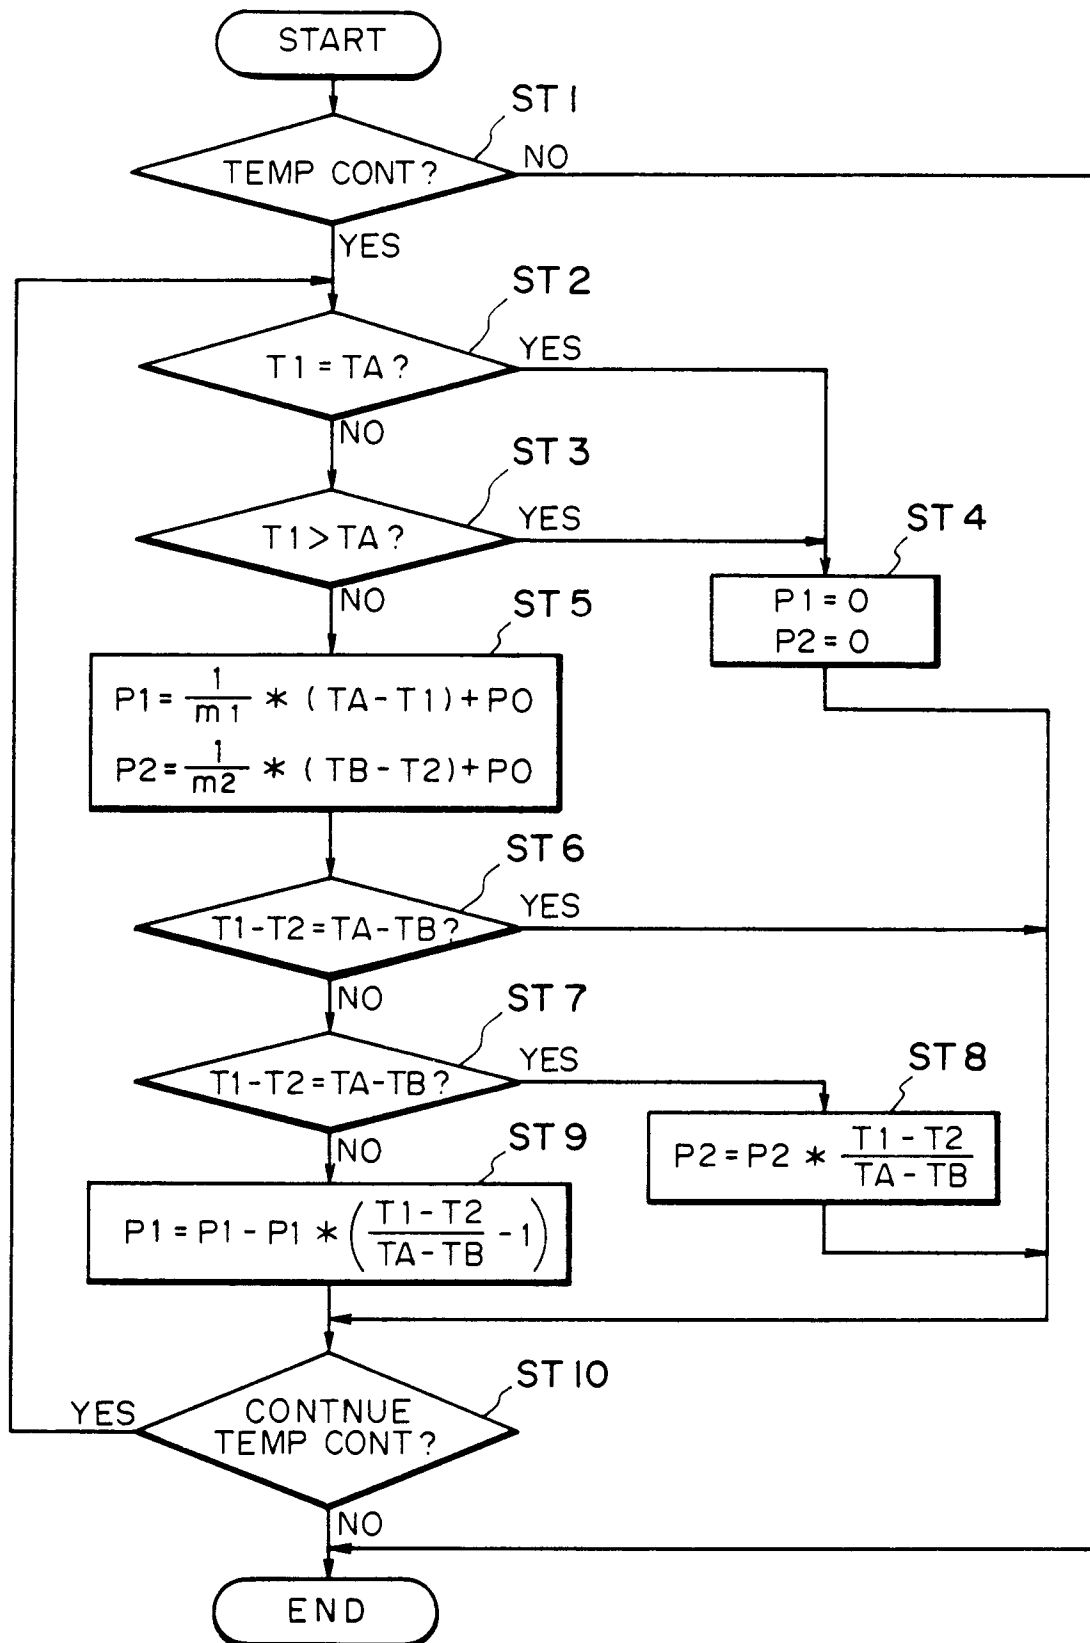 START
ST1
TEMP CONT?
NO
YES
ST2
T1=TA?
YES
NO
ST3
T1>TA?
YES
NO
ST4
P1=0
P2=0
ST5
P1=1/m1*(TA-T1)+P0
P2=1/m2*(TB-T2)+P0
ST6
T1-T2=TA-TB?
YES
NO
ST7
T1-T2=TA-TB?
YES
NO
ST8
P2=P2*T1-T2/TA-TB
ST9
P1=P1-P1*(T1-T2/TA-TB-1)
ST10
CONTNUE
TEMP CONT?
YES
NO
END